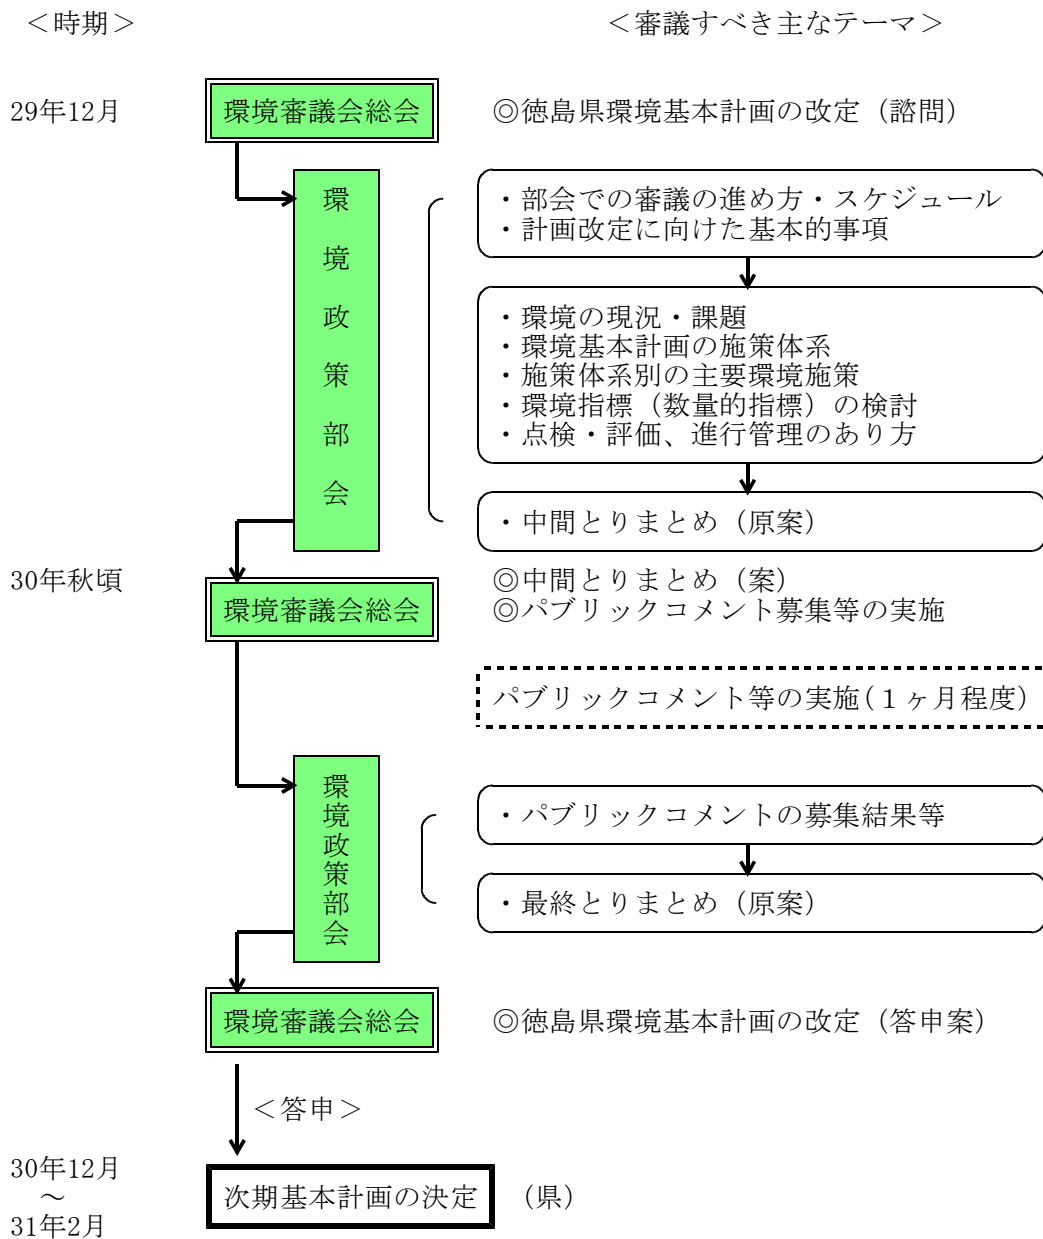 ＜時期＞
＜審議すべき主なテーマ＞
29年12月
環境審議会総会
◎徳島県環境基本計画の改定（諮問）
環境政策部会
・部会での審議の進め方・スケジュール
・計画改定に向けた基本的事項
・環境の現況・課題
・環境基本計画の施策体系
・施策体系別の主要環境施策
・環境指標（数量的指標）の検討
・点検・評価、進行管理のあり方
・中間とりまとめ（原案）
30年秋頃
環境審議会総会
◎中間とりまとめ（案）
◎パブリックコメント募集等の実施
パブリックコメント等の実施(１ヶ月程度)
環境政策部会
・パブリックコメントの募集結果等
・最終とりまとめ（原案）
環境審議会総会
◎徳島県環境基本計画の改定（答申案）
＜答申＞
30年12月
～
31年2月
次期基本計画の決定
（県）